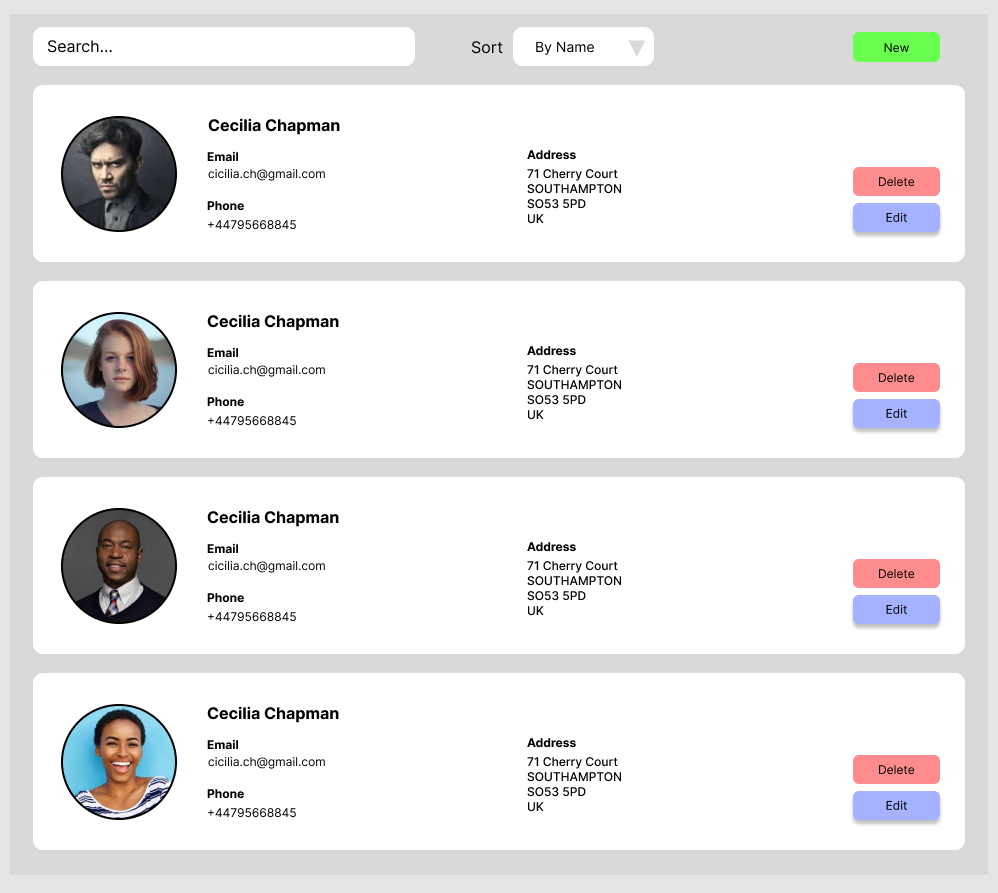 Search...
Sort
By Name
New
Cecilia Chapman
Email
cicilia.ch@gmail.com
Phone
+44795668845
Address
71 Cherry Court
SOUTHAMPTON
SO53 5PD
UK
Delete
Edit
Cecilia Chapman
Email
cicilia.ch@gmail.com
Phone
+44795668845
Address
71 Cherry Court
SOUTHAMPTON
SO53 5PD
UK
Delete
Edit
Cecilia Chapman
Email
cicilia.ch@gmail.com
Phone
+44795668845
Address
71 Cherry Court
SOUTHAMPTON
SO53 5PD
UK
Delete
Edit
Cecilia Chapman
Email
cicilia.ch@gmail.com
Phone
+44795668845
Address
71 Cherry Court
SOUTHAMPTON
SO53 5PD
UK
Delete
Edit